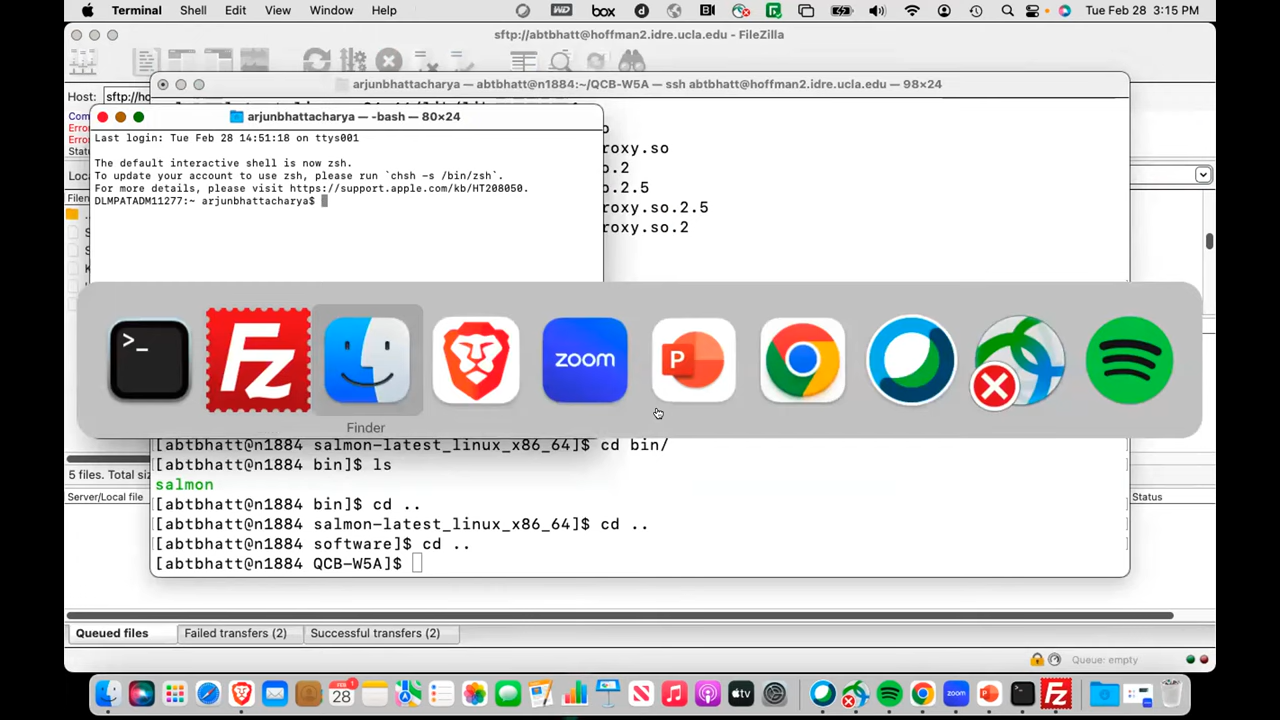 Terminal Shell Edit View Window Help
WD box Tue Feb 28 3:15 PM
sftp://abtbhatt@hoffman2.idre.ucla.edu - FileZilla
arjunbhattacharya — abtbhatt@n1884:~/QCB-W5A — ssh abtbhatt@hoffman2.idre.ucla.edu — 98×24
Host: sftp://ho
arjunbhattacharya — -bash — 80×24
Last login: Tue Feb 28 14:51:18 on ttys001
The default interactive shell is now zsh.
To update your account to use zsh, please run `chsh -s /bin/zsh`.
For more details, please visit https://support.apple.com/kb/HT208050.
DLMPATADM11277:~ arjunbhattacharya$
roxy.so
o.2
o.2.5
roxy.so.2.5
roxy.so.2
zoom
Finder
[abtbhatt@n1884 salmon-latest_linux_x86_64]$ cd bin/
[abtbhatt@n1884 bin]$ ls
salmon
[abtbhatt@n1884 bin]$ cd ..
[abtbhatt@n1884 salmon-latest_linux_x86_64]$ cd ..
[abtbhatt@n1884 software]$ cd ..
[abtbhatt@n1884 QCB-W5A]$
5 files. Total siz
Server/Local file
Status
Queued files Failed transfers (2) Successful transfers (2)
Queue: empty